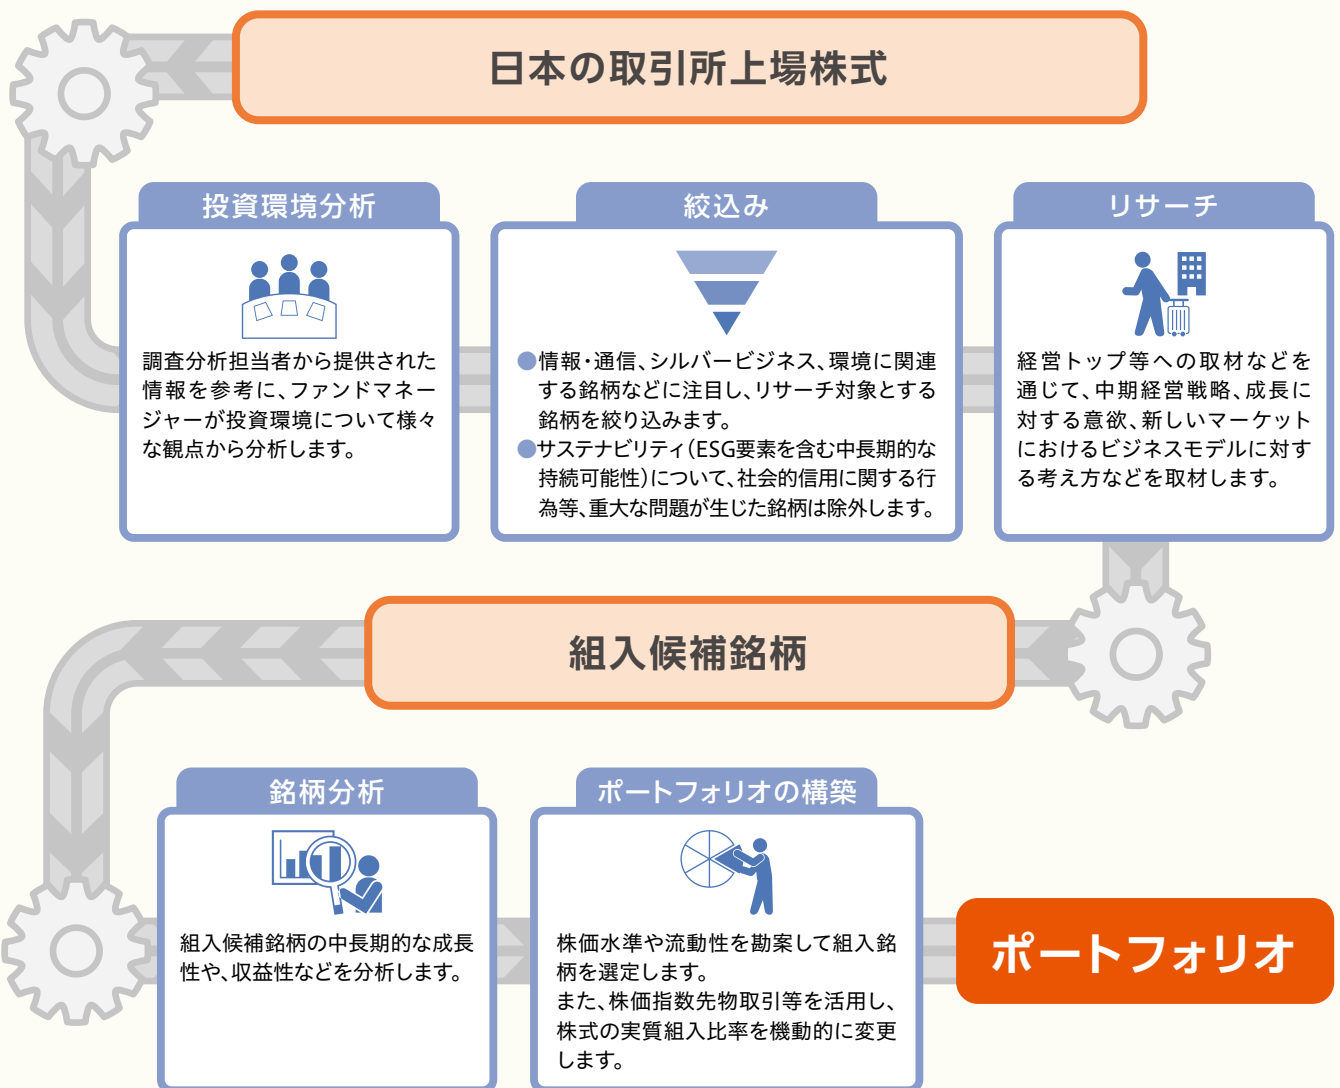 日本の取引所上場株式
投資環境分析
調査分析担当者から提供された
情報を参考に、ファンドマネー
ジャーが投資環境について様々
な観点から分析します。
絞込み
●情報・通信、シルバービジネス、環境に関連
する銘柄などに注目し、リサーチ対象とする
銘柄を絞り込みます。
●サステナビリティ(ESG要素を含む中長期的な
持続可能性)について、社会的信用に関する行
為等、重大な問題が生じた銘柄は除外します。
リサーチ
経営トップ等への取材などを
通じて、中期経営戦略、成長に
対する意欲、新しいマーケット
におけるビジネスモデルに対す
る考え方などを取材します。
組入候補銘柄
銘柄分析
組入候補銘柄の中長期的な成長
性や、収益性などを分析します。
ポートフォリオの構築
株価水準や流動性を勘案して組入銘
柄を選定します。
また、株価指数先物取引等を活用し、
株式の実質組入比率を機動的に変更
します。
ポートフォリオ